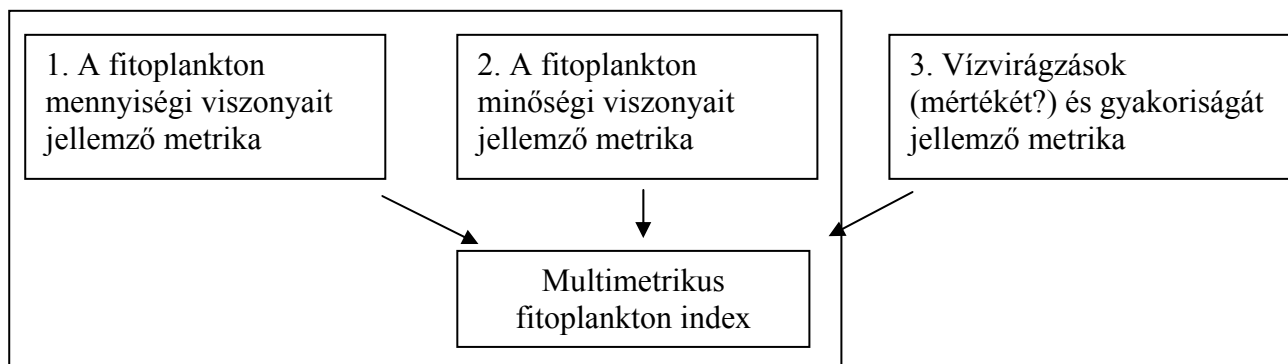 1. A fitoplankton
mennyiségi viszonyait
jellemző metrika
2. A fitoplankton
minőségi viszonyait
jellemző metrika
3. Vízvirágzások
(mértékét?) és gyakoriságát
jellemző metrika
Multimetrikus
fitoplankton index